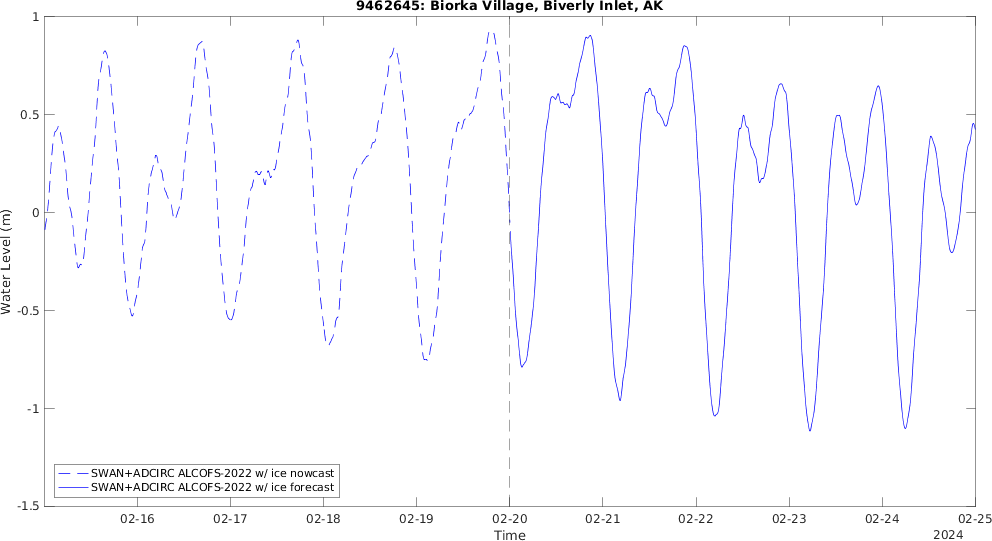 9462645: Biorka Village, Biverly Inlet, AK
Water Level (m)
1
0.5
0
-0.5
-1
-1.5
SWAN+ADCIRC ALCOFS-2022 w/ ice nowcast
SWAN+ADCIRC ALCOFS-2022 w/ ice forecast
02-16 02-17 02-18 02-19 02-20 02-21 02-22 02-23 02-24 02-25
Time
2024